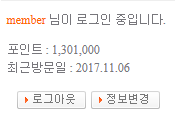 member 님이 로그인 중입니다.
포인트 : 1,301,000
최근방문일 : 2017.11.06
로그아웃 정보변경